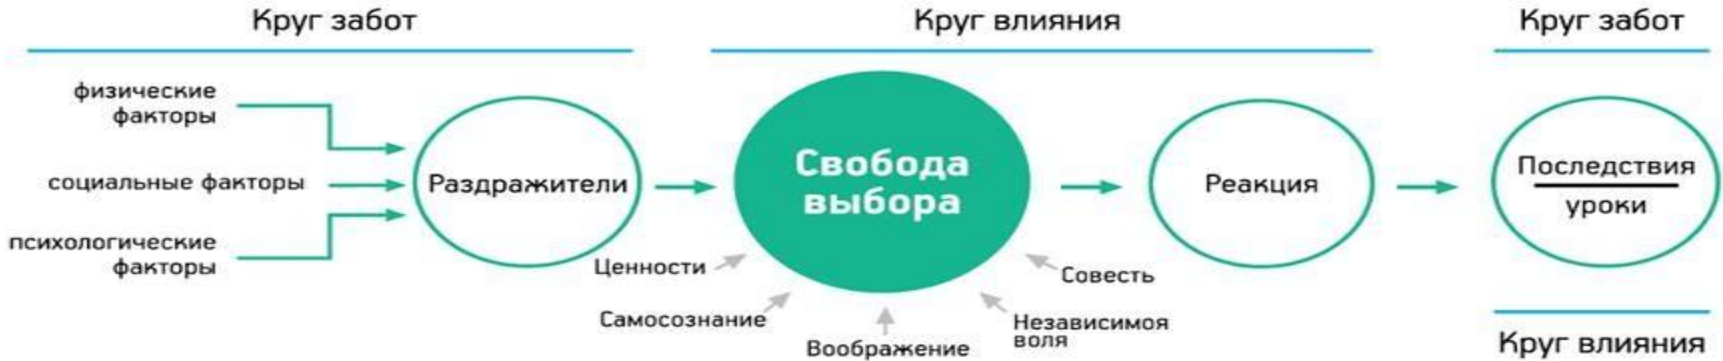 Круг забот
Круг влияния
Круг забот
физические
факторы
социальные факторы
психологические
факторы
Раздражители
Свобода
выбора
Реакция
Последствия
уроки
Ценности
Самосознание
Воображение
Независимоя
воля
Совесть
Круг влияния